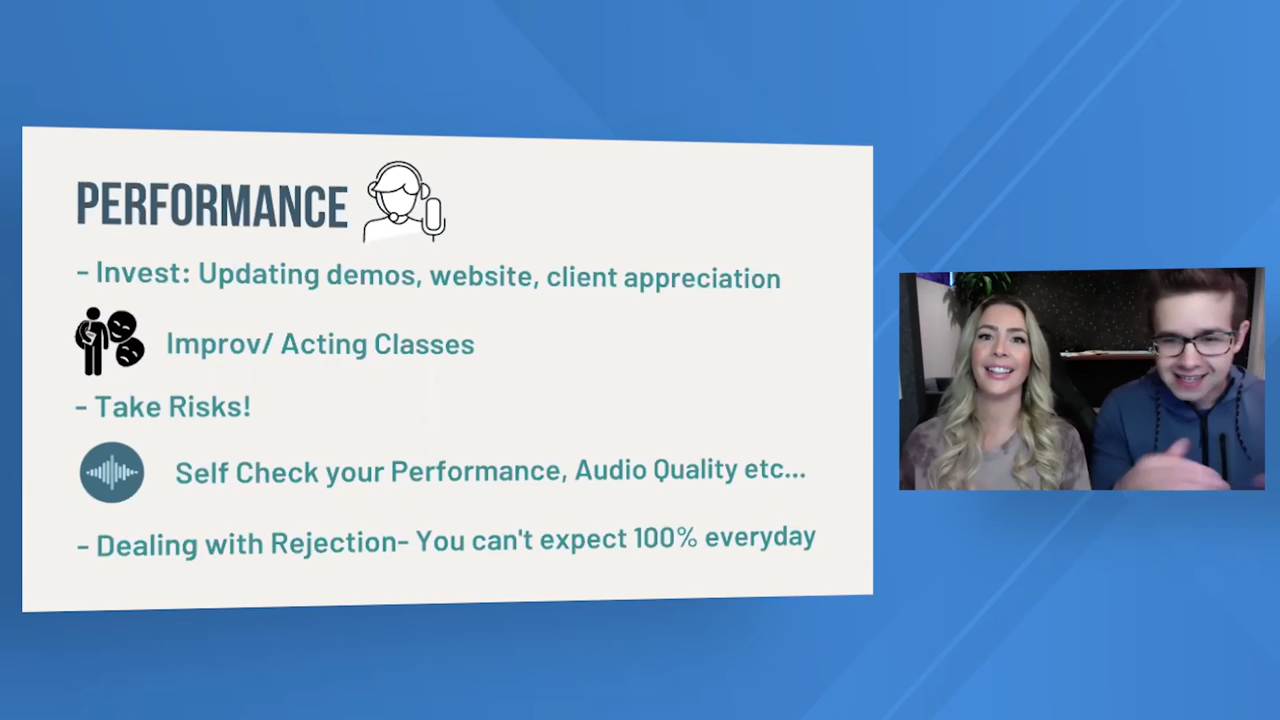 PERFORMANCE
- Invest: Updating demos, website, client appreciation
Improv/ Acting Classes
- Take Risks!
Self Check your Performance, Audio Quality etc...
- Dealing with Rejection- You can't expect 100% everyday